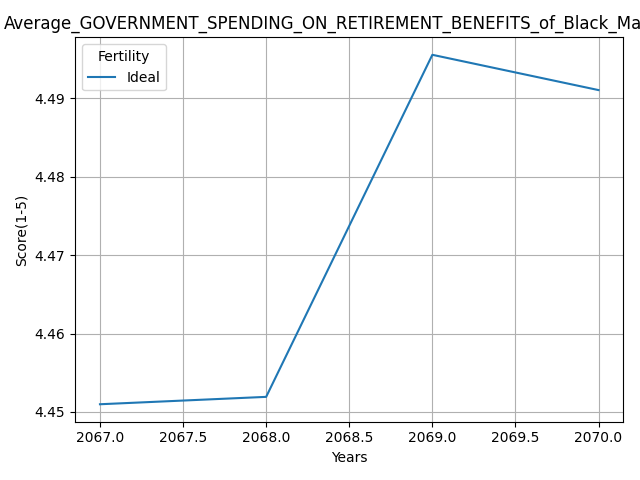 Average_GOVERNMENT_SPENDING_ON_RETIREMENT_BENEFITS_of_Black_Ma
Fertility
Ideal
4.49
4.48
4.47
4.46
4.45
Score(1-5)
2067.0 2067.5 2068.0 2068.5 2069.0 2069.5 2070.0
Years